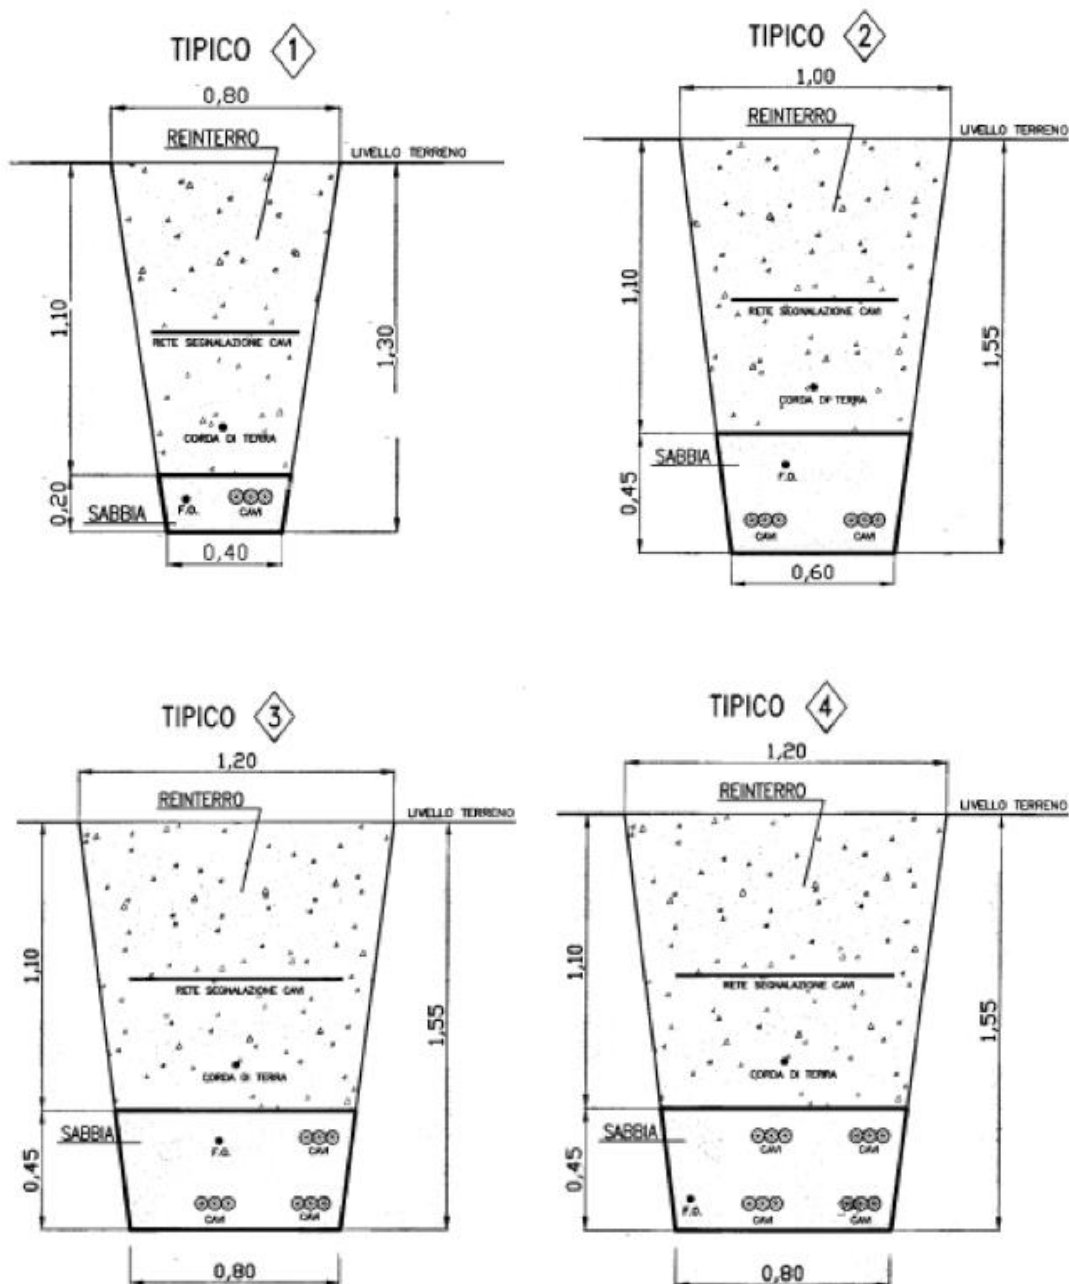 TIPICO 1
0,80
REINTERRO
LIVELLO TERRENO
1,10
1,30
RETE SEGNALAZIONE CAVI
CORDA DI TERRA
0,20
SABBIA
F.O.
CAVI
0,40
TIPICO 2
1,00
REINTERRO
LIVELLO TERRENO
1,10
1,55
RETE SEGNALAZIONE CAVI
CORDA DI TERRA
SABBIA
F.O.
0,45
CAVI
CAVI
0,60
TIPICO 3
1,20
REINTERRO
LIVELLO TERRENO
1,10
1,55
RETE SEGNALAZIONE CAVI
CORDA DI TERRA
SABBIA
F.O.
CAVI
0,45
CAVI
CAVI
0,80
TIPICO 4
1,20
REINTERRO
LIVELLO TERRENO
1,10
1,55
RETE SEGNALAZIONE CAVI
CORDA DI TERRA
SABBIA
CAVI
CAVI
0,45
F.O.
CAVI
CAVI
0,80